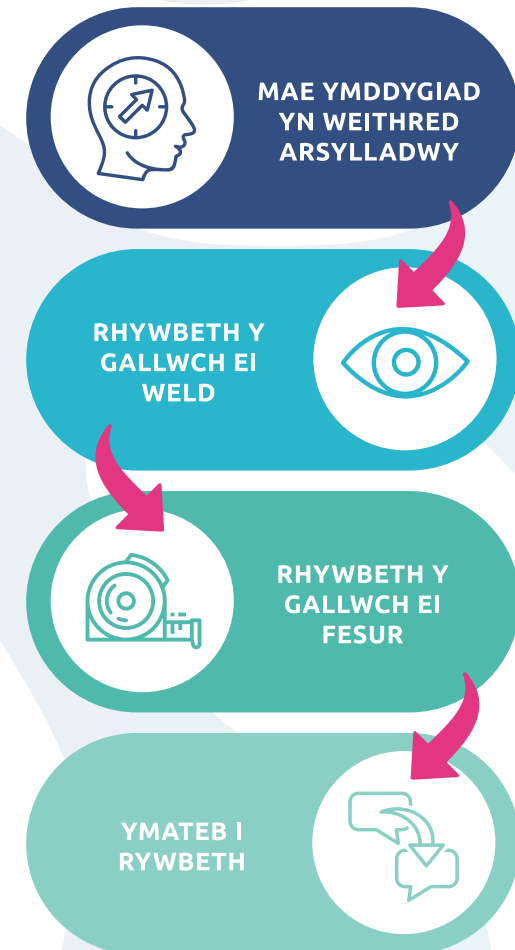 MAE YMDDYGIAD
YN WEITHRED
ARSYLLADWY
RHYWBETH Y
GALLWCH EI
WELD
RHYWBETH Y
GALLWCH EI
FESUR
YMATEB I
RYWBETH